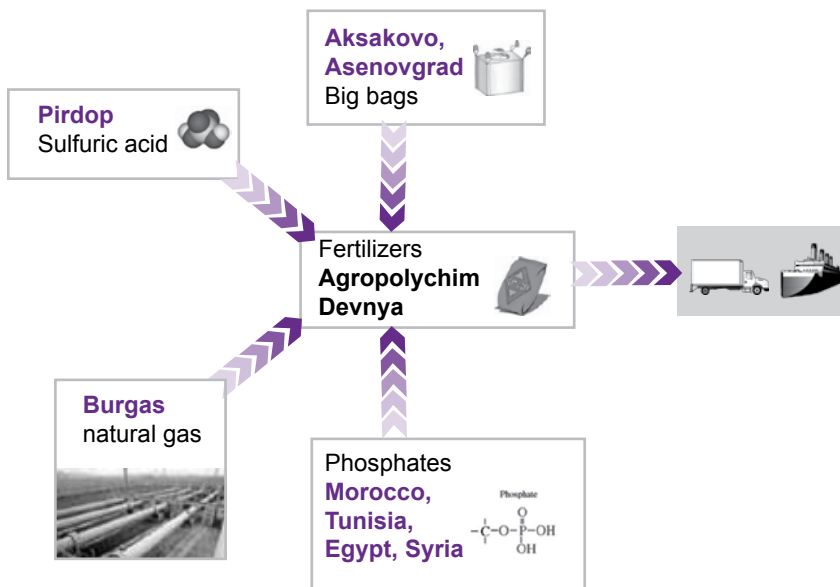 Aksakovo,
Asenovgrad
Big bags
Pirdop
Sulfuric acid
Fertilizers
Agropolychim
Devnya
Burgas
natural gas
Phosphates
Morocco,
Tunisia,
Egypt, Syria
Phosphate
O
–C–O–P–OH
OH